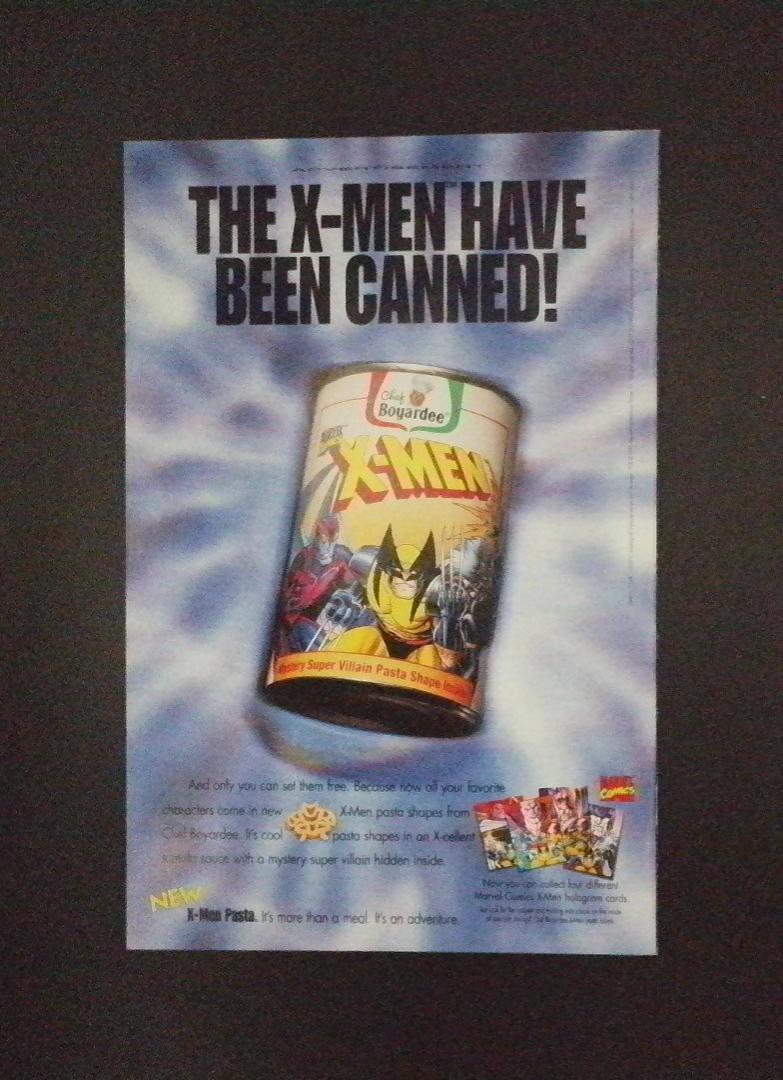 ADVERTISEMENT
THE X-MEN™ HAVE
BEEN CANNED!
Chef
Boyardee®
MARVEL
X-MEN
Mystery Super Villain Pasta Shape Inside
And only you can set them free. Because now all your favorite
characters come in new X-Men pasta shapes from
Chef Boyardee. It's cool pasta shapes in an X-cellent
tomato sauce with a mystery super villain hidden inside.
NEW
X-Men Pasta. It's more than a meal. It's an adventure.
MARVEL
COMICS
Now you can collect four different
Marvel Comics X-Men hologram cards.